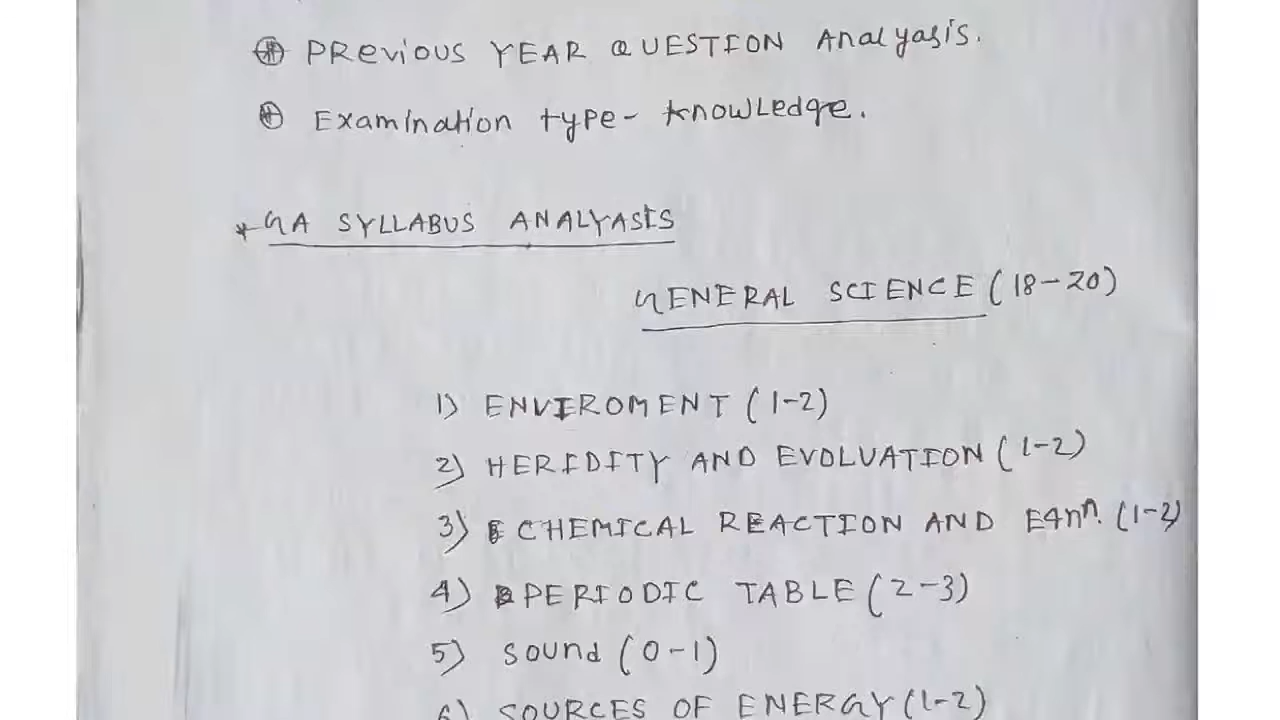 PREVIOUS YEAR QUESTION Analyasis.
Examination type- knowledge.
* GA SYLLABUS ANALYASIS
GENERAL SCIENCE (18-20)
1) ENVIROMENT (1-2)
2) HERIDITY AND EVOLUATION (1-2)
3) CHEMICAL REACTION AND Eqnn. (1-2)
4) PERIODIC TABLE (2-3)
5) Sound (0-1)
6) SOURCES OF ENERGY (1-2)